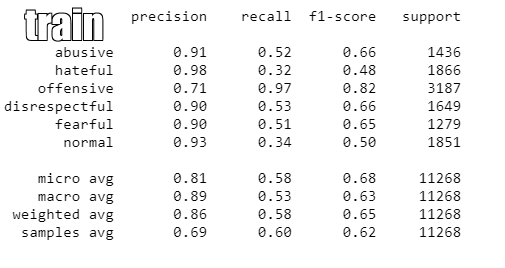 train precision recall f1-score support
abusive 0.91 0.52 0.66 1436
hateful 0.98 0.32 0.48 1866
offensive 0.71 0.97 0.82 3187
disrespectful 0.90 0.53 0.66 1649
fearful 0.90 0.51 0.65 1279
normal 0.93 0.34 0.50 1851
micro avg 0.81 0.58 0.68 11268
macro avg 0.89 0.53 0.63 11268
weighted avg 0.86 0.58 0.65 11268
samples avg 0.69 0.60 0.62 11268